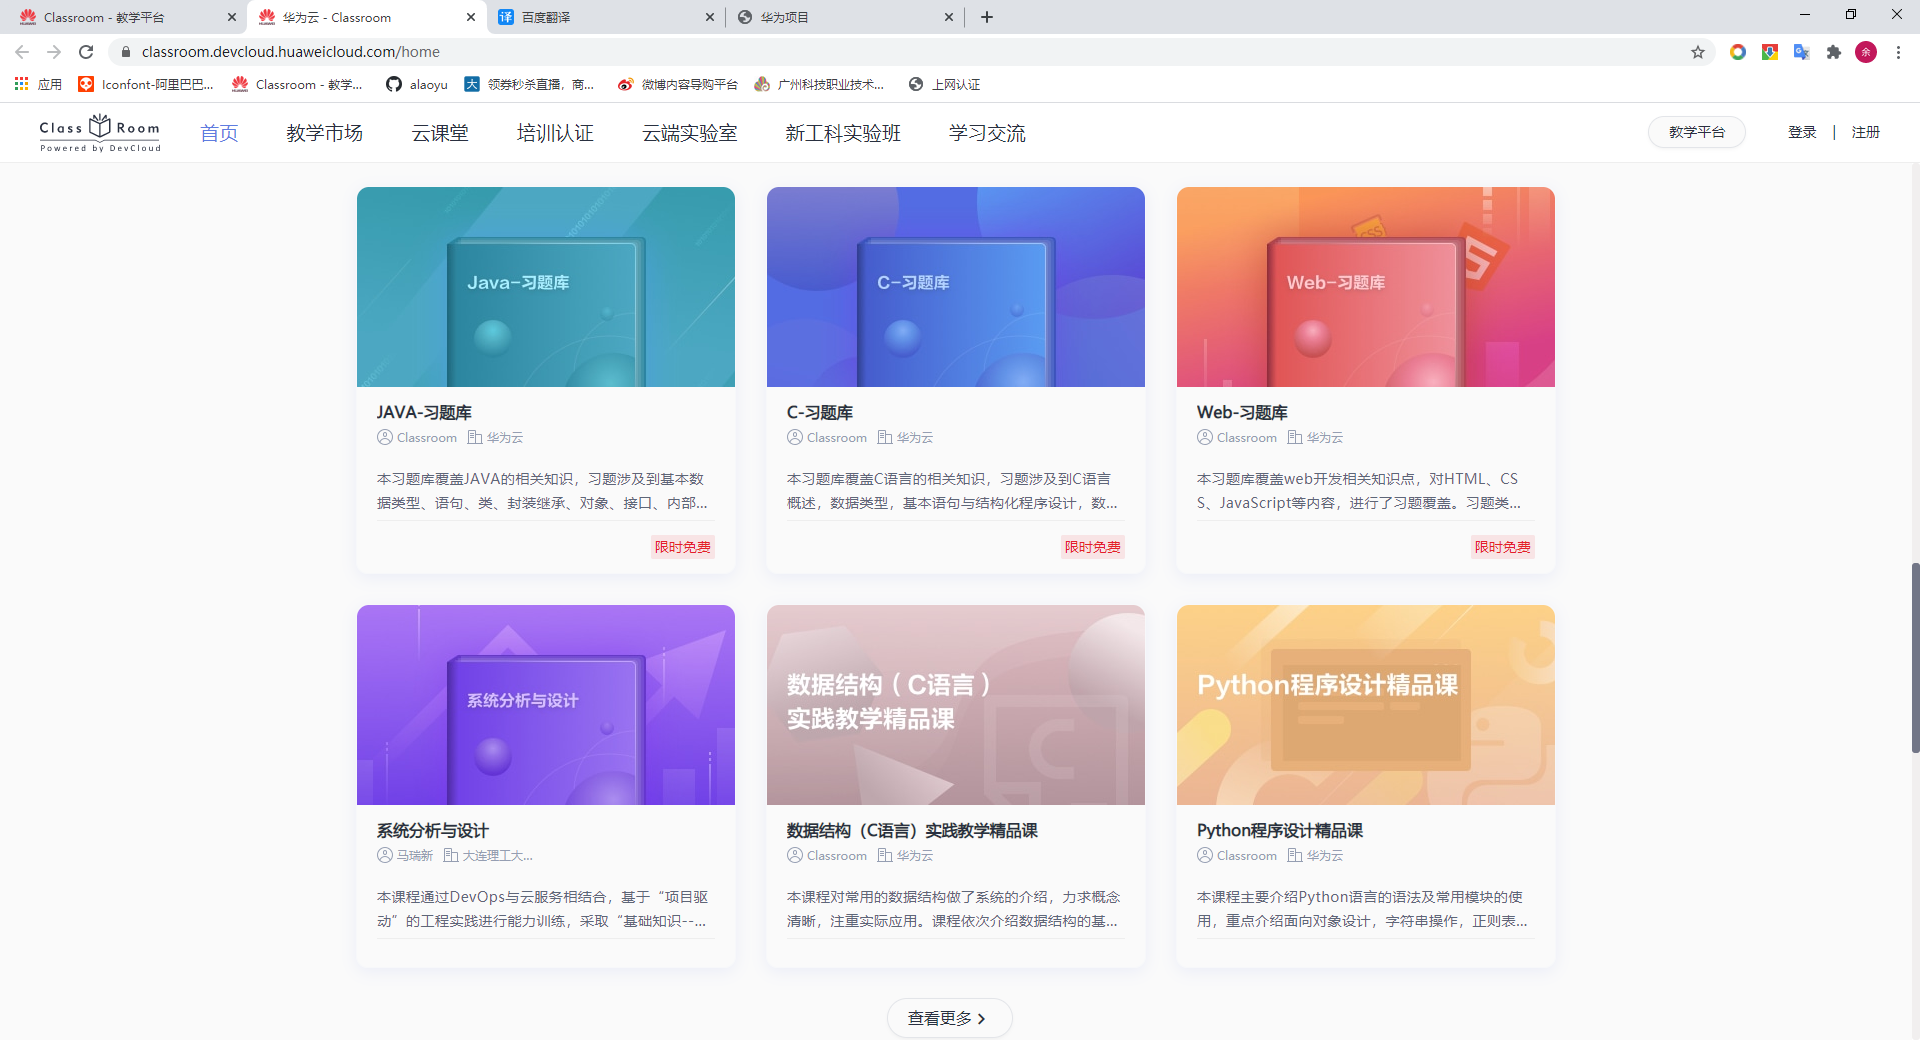 Classroom - 教学平台
华为云 - Classroom
译 百度翻译
华为项目
classroom.devcloud.huaweicloud.com/home
余
应用
Iconfont-阿里巴巴...
Classroom - 教学...
alaoyu
大 领券秒杀直播，商...
微博内容导购平台
广州科技职业技术...
上网认证
Class Room
Powered by DevCloud
首页
教学市场
云课堂
培训认证
云端实验室
新工科实验班
学习交流
教学平台
登录 | 注册
Java-习题库
C-习题库
CSS
Web-习题库
JAVA-习题库
Classroom 华为云
本习题库覆盖JAVA的相关知识，习题涉及到基本数
据类型、语句、类、封装继承、对象、接口、内部...
限时免费
C-习题库
Classroom 华为云
本习题库覆盖C语言的相关知识，习题涉及到C语言
概述，数据类型，基本语句与结构化程序设计，数...
限时免费
Web-习题库
Classroom 华为云
本习题库覆盖web开发相关知识点，对HTML、CS
S、JavaScript等内容，进行了习题覆盖。习题类...
限时免费
系统分析与设计
数据结构（C语言）
实践教学精品课
Python程序设计精品课
系统分析与设计
马瑞新 大连理工大...
本课程通过DevOps与云服务相结合，基于“项目驱
动”的工程实践进行能力训练，采取“基础知识--...
数据结构（C语言）实践教学精品课
Classroom 华为云
本课程对常用的数据结构做了系统的介绍，力求概念
清晰，注重实际应用。课程依次介绍数据结构的基...
Python程序设计精品课
Classroom 华为云
本课程主要介绍Python语言的语法及常用模块的使
用，重点介绍面向对象设计，字符串操作，正则表...
查看更多